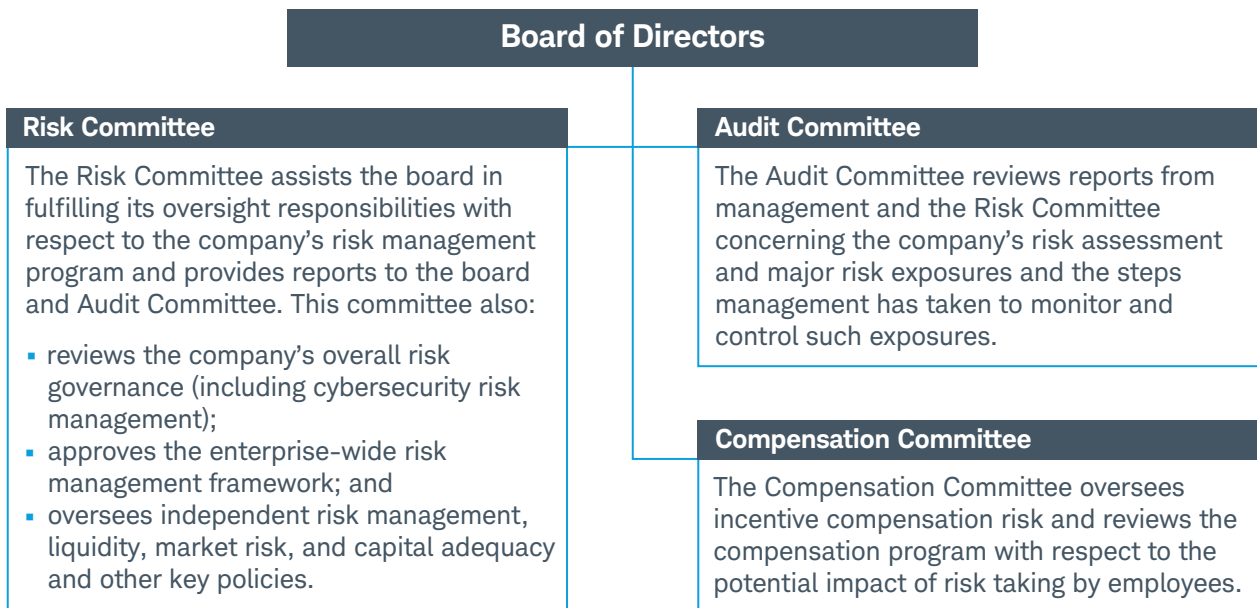 Board of Directors
Risk Committee
The Risk Committee assists the board in
fulfilling its oversight responsibilities with
respect to the company’s risk management
program and provides reports to the board
and Audit Committee. This committee also:
▪ reviews the company’s overall risk
governance (including cybersecurity risk
management);
▪ approves the enterprise-wide risk
management framework; and
▪ oversees independent risk management,
liquidity, market risk, and capital adequacy
and other key policies.
Audit Committee
The Audit Committee reviews reports from
management and the Risk Committee
concerning the company’s risk assessment
and major risk exposures and the steps
management has taken to monitor and
control such exposures.
Compensation Committee
The Compensation Committee oversees
incentive compensation risk and reviews the
compensation program with respect to the
potential impact of risk taking by employees.